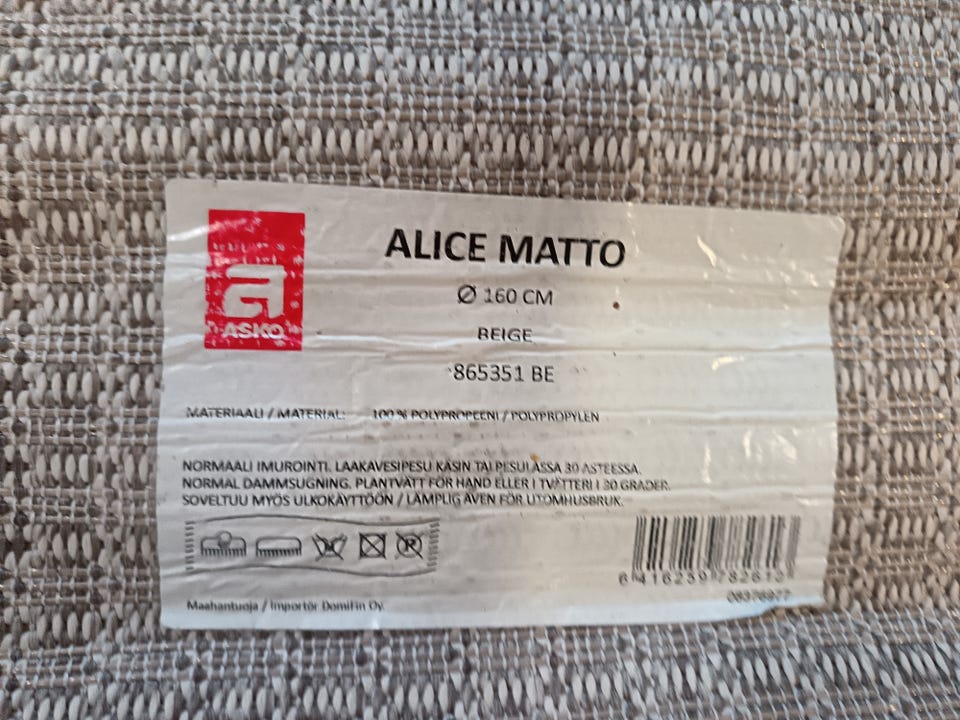 ASKO
ALICE MATTO
Ø 160 CM
BEIGE
865351 BE
MATERIAALI / MATERIAL: 100 % POLYPROPEENI / POLYPROPYLEN
NORMAALI IMUROINTI. LAAKAVESIPESU KÄSIN TAI PESULASSA 30 ASTEESSA.
NORMAL DAMMSUGNING. PLANTVÄTT FÖR HAND ELLER I TVÄTTERI I 30 GRADER.
SOVELTUU MYÖS ULKOKÄYTTÖÖN / LÄMPLIG ÄVEN FÖR UTOMHUSBRUK.
Maahantuoja / Importör DomiFin Oy